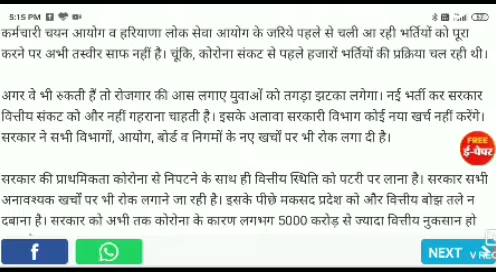 5:15 PM
कर्मचारी चयन आयोग व हरियाणा लोक सेवा आयोग के जरिये पहले से चली आ रही भर्तियों को पूरा
करने पर अभी तस्वीर साफ नहीं है। चूंकि, कोरोना संकट से पहले हजारों भर्तियों की प्रक्रिया चल रही थी।
अगर वे भी रुकती हैं तो रोजगार की आस लगाए युवाओं को तगड़ा झटका लगेगा। नई भर्ती कर सरकार
वित्तीय संकट को और नहीं गहराना चाहती है। इसके अलावा सरकारी विभाग कोई नया खर्च नहीं करेंगे।
सरकार ने सभी विभागों, आयोग, बोर्ड व निगमों के नए खर्चों पर भी रोक लगा दी है।
FREE
ई-पेपर
सरकार की प्राथमिकता कोरोना से निपटने के साथ ही वित्तीय स्थिति को पटरी पर लाना है। सरकार सभी
अनावश्यक खर्चों पर भी रोक लगाने जा रही है। इसके पीछे मकसद प्रदेश को और वित्तीय बोझ तले न
दबाना है। सरकार को अभी तक कोरोना के कारण लगभग 5000 करोड़ से ज्यादा वित्तीय नुकसान हो
f
NEXT